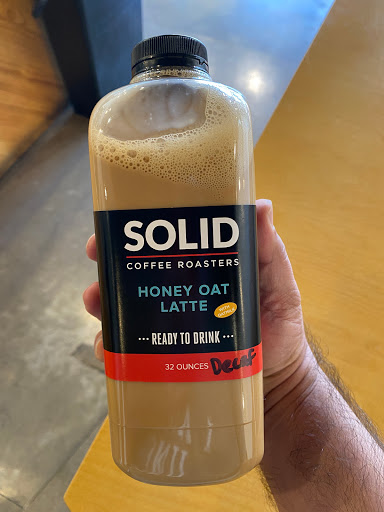 SOLID
COFFEE ROASTERS
HONEY OAT
LATTE
··· READY TO DRINK ···
32 OUNCES Decaf